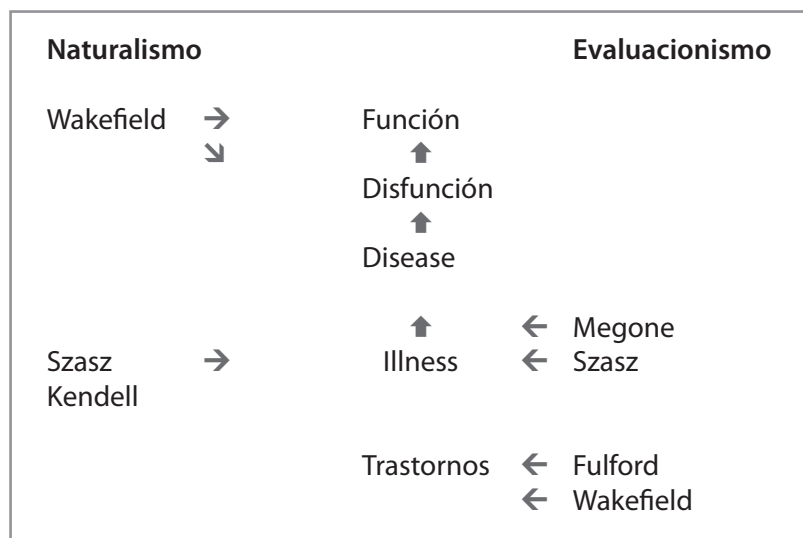 Naturalismo Evaluacionismo
Wakefield → Función
↘ ⬆
Disfunción
⬆
Disease
⬆ ← Megone
Szasz → Illness ← Szasz
Kendell
Trastornos ← Fulford
← Wakefield